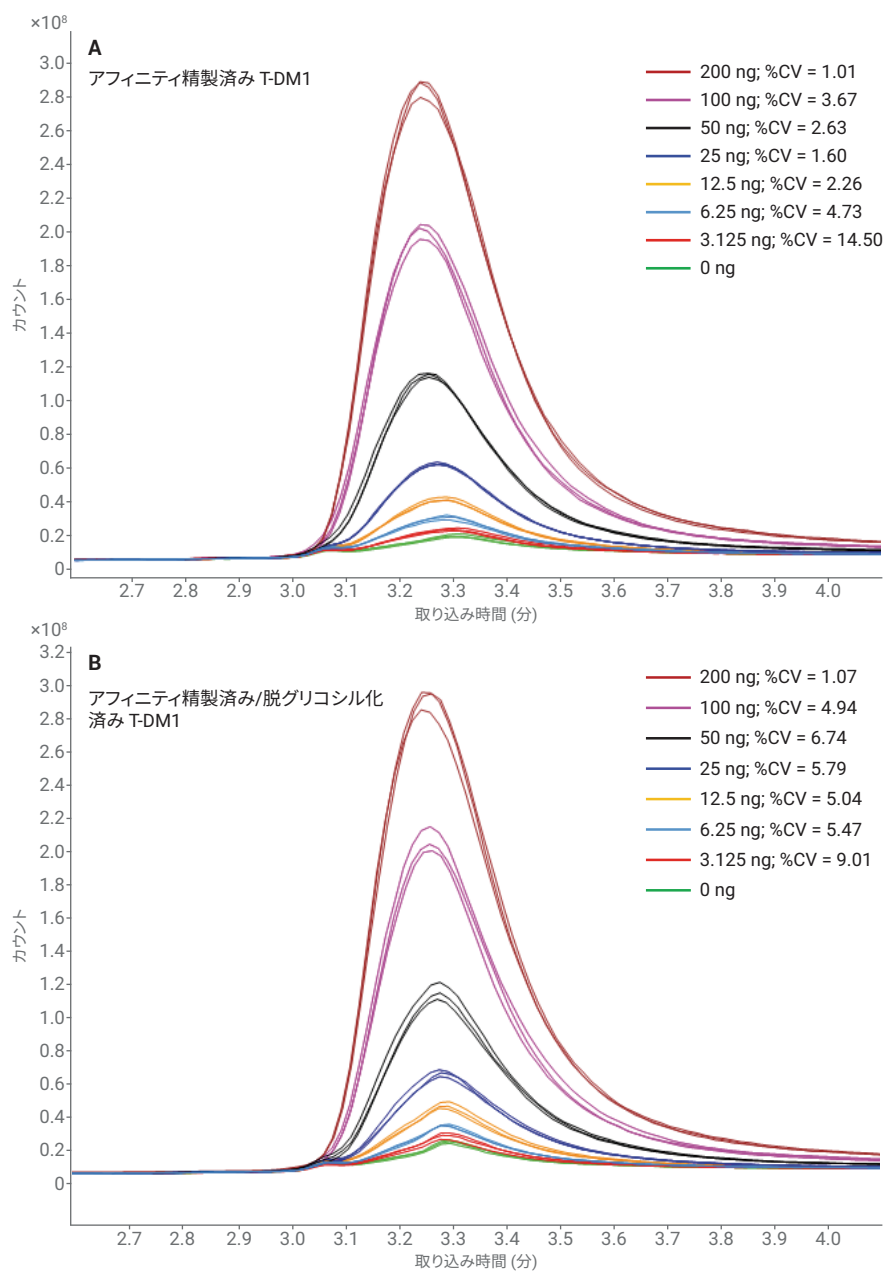 ×10⁸
A
アフィニティ精製済み T-DM1
200 ng; %CV = 1.01
100 ng; %CV = 3.67
50 ng; %CV = 2.63
25 ng; %CV = 1.60
12.5 ng; %CV = 2.26
6.25 ng; %CV = 4.73
3.125 ng; %CV = 14.50
0 ng
3.0
2.8
2.6
2.4
2.2
2.0
1.8
1.6
1.4
1.2
1.0
0.8
0.6
0.4
0.2
0
カウント
2.7 2.8 2.9 3.0 3.1 3.2 3.3 3.4 3.5 3.6 3.7 3.8 3.9 4.0
取り込み時間 (分)
×10⁸
B
アフィニティ精製済み/脱グリコシル化
済み T-DM1
200 ng; %CV = 1.07
100 ng; %CV = 4.94
50 ng; %CV = 6.74
25 ng; %CV = 5.79
12.5 ng; %CV = 5.04
6.25 ng; %CV = 5.47
3.125 ng; %CV = 9.01
0 ng
3.2
3.0
2.8
2.6
2.4
2.2
2.0
1.8
1.6
1.4
1.2
1.0
0.8
0.6
0.4
0.2
0
カウント
2.7 2.8 2.9 3.0 3.1 3.2 3.3 3.4 3.5 3.6 3.7 3.8 3.9 4.0
取り込み時間 (分)